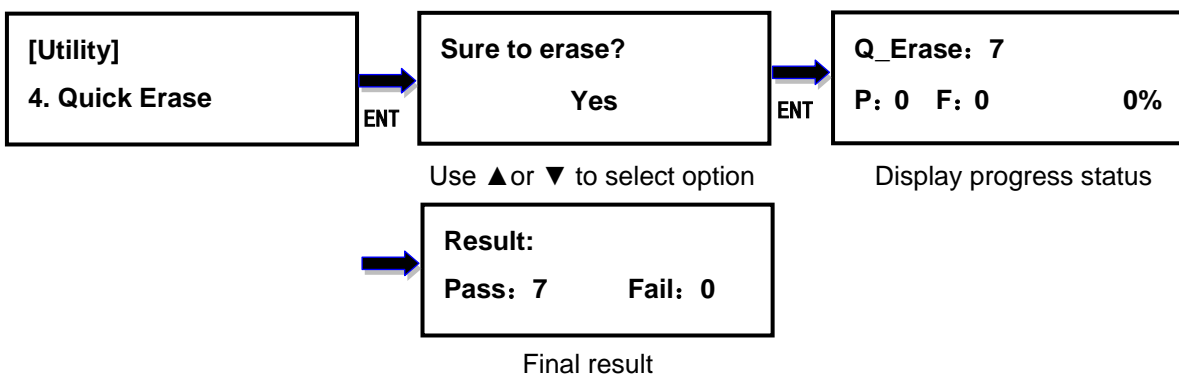 [Utility]
4. Quick Erase
ENT
Sure to erase?
Yes
Use ▲or ▼ to select option
ENT
Q_Erase：7
P：0 F：0 0%
Display progress status
Result:
Pass：7 Fail：0
Final result